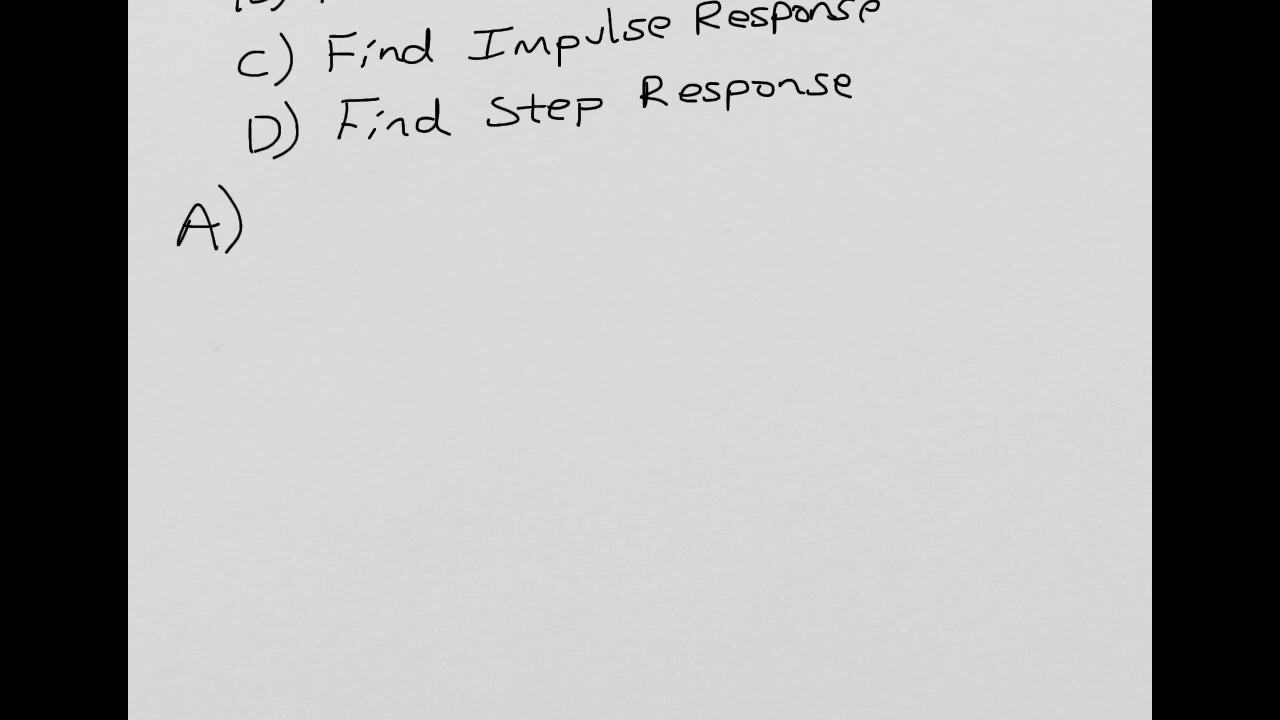 C) Find Impulse Response
D) Find Step Response
A)